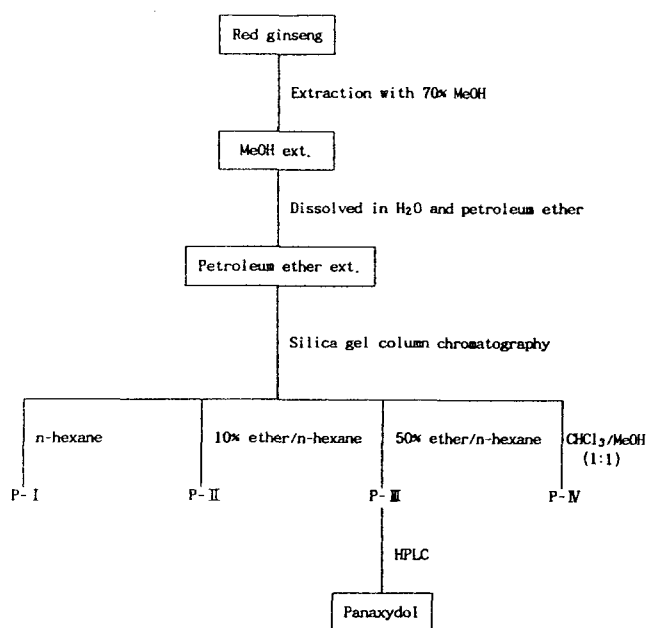 Red ginseng
Extraction with 70% MeOH
MeOH ext.
Dissolved in H₂O and petroleum ether
Petroleum ether ext.
Silica gel column chromatography
n-hexane
10% ether/n-hexane
50% ether/n-hexane
CHCl₃/MeOH
(1:1)
P-Ⅰ
P-Ⅱ
P-Ⅲ
P-Ⅳ
HPLC
Panaxydol